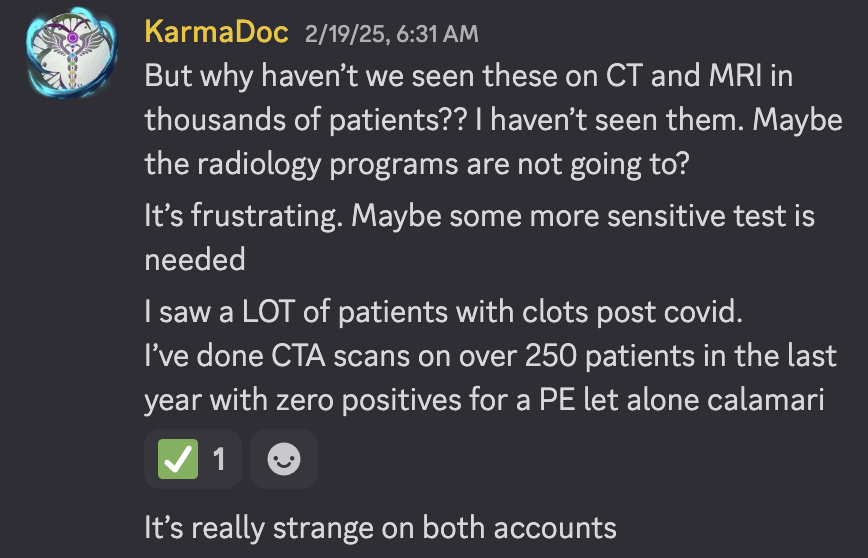 KarmaDoc 2/19/25, 6:31 AM
But why haven’t we seen these on CT and MRI in
thousands of patients?? I haven’t seen them. Maybe
the radiology programs are not going to?
It’s frustrating. Maybe some more sensitive test is
needed
I saw a LOT of patients with clots post covid.
I’ve done CTA scans on over 250 patients in the last
year with zero positives for a PE let alone calamari
1
It’s really strange on both accounts